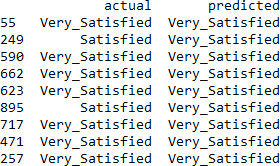 actual predicted
55 Very_Satisfied Very_Satisfied
249 Satisfied Very_Satisfied
590 Very_Satisfied Very_Satisfied
662 Very_Satisfied Very_Satisfied
623 Very_Satisfied Very_Satisfied
895 Satisfied Very_Satisfied
717 Very_Satisfied Very_Satisfied
471 Very_Satisfied Very_Satisfied
257 Very_Satisfied Very_Satisfied